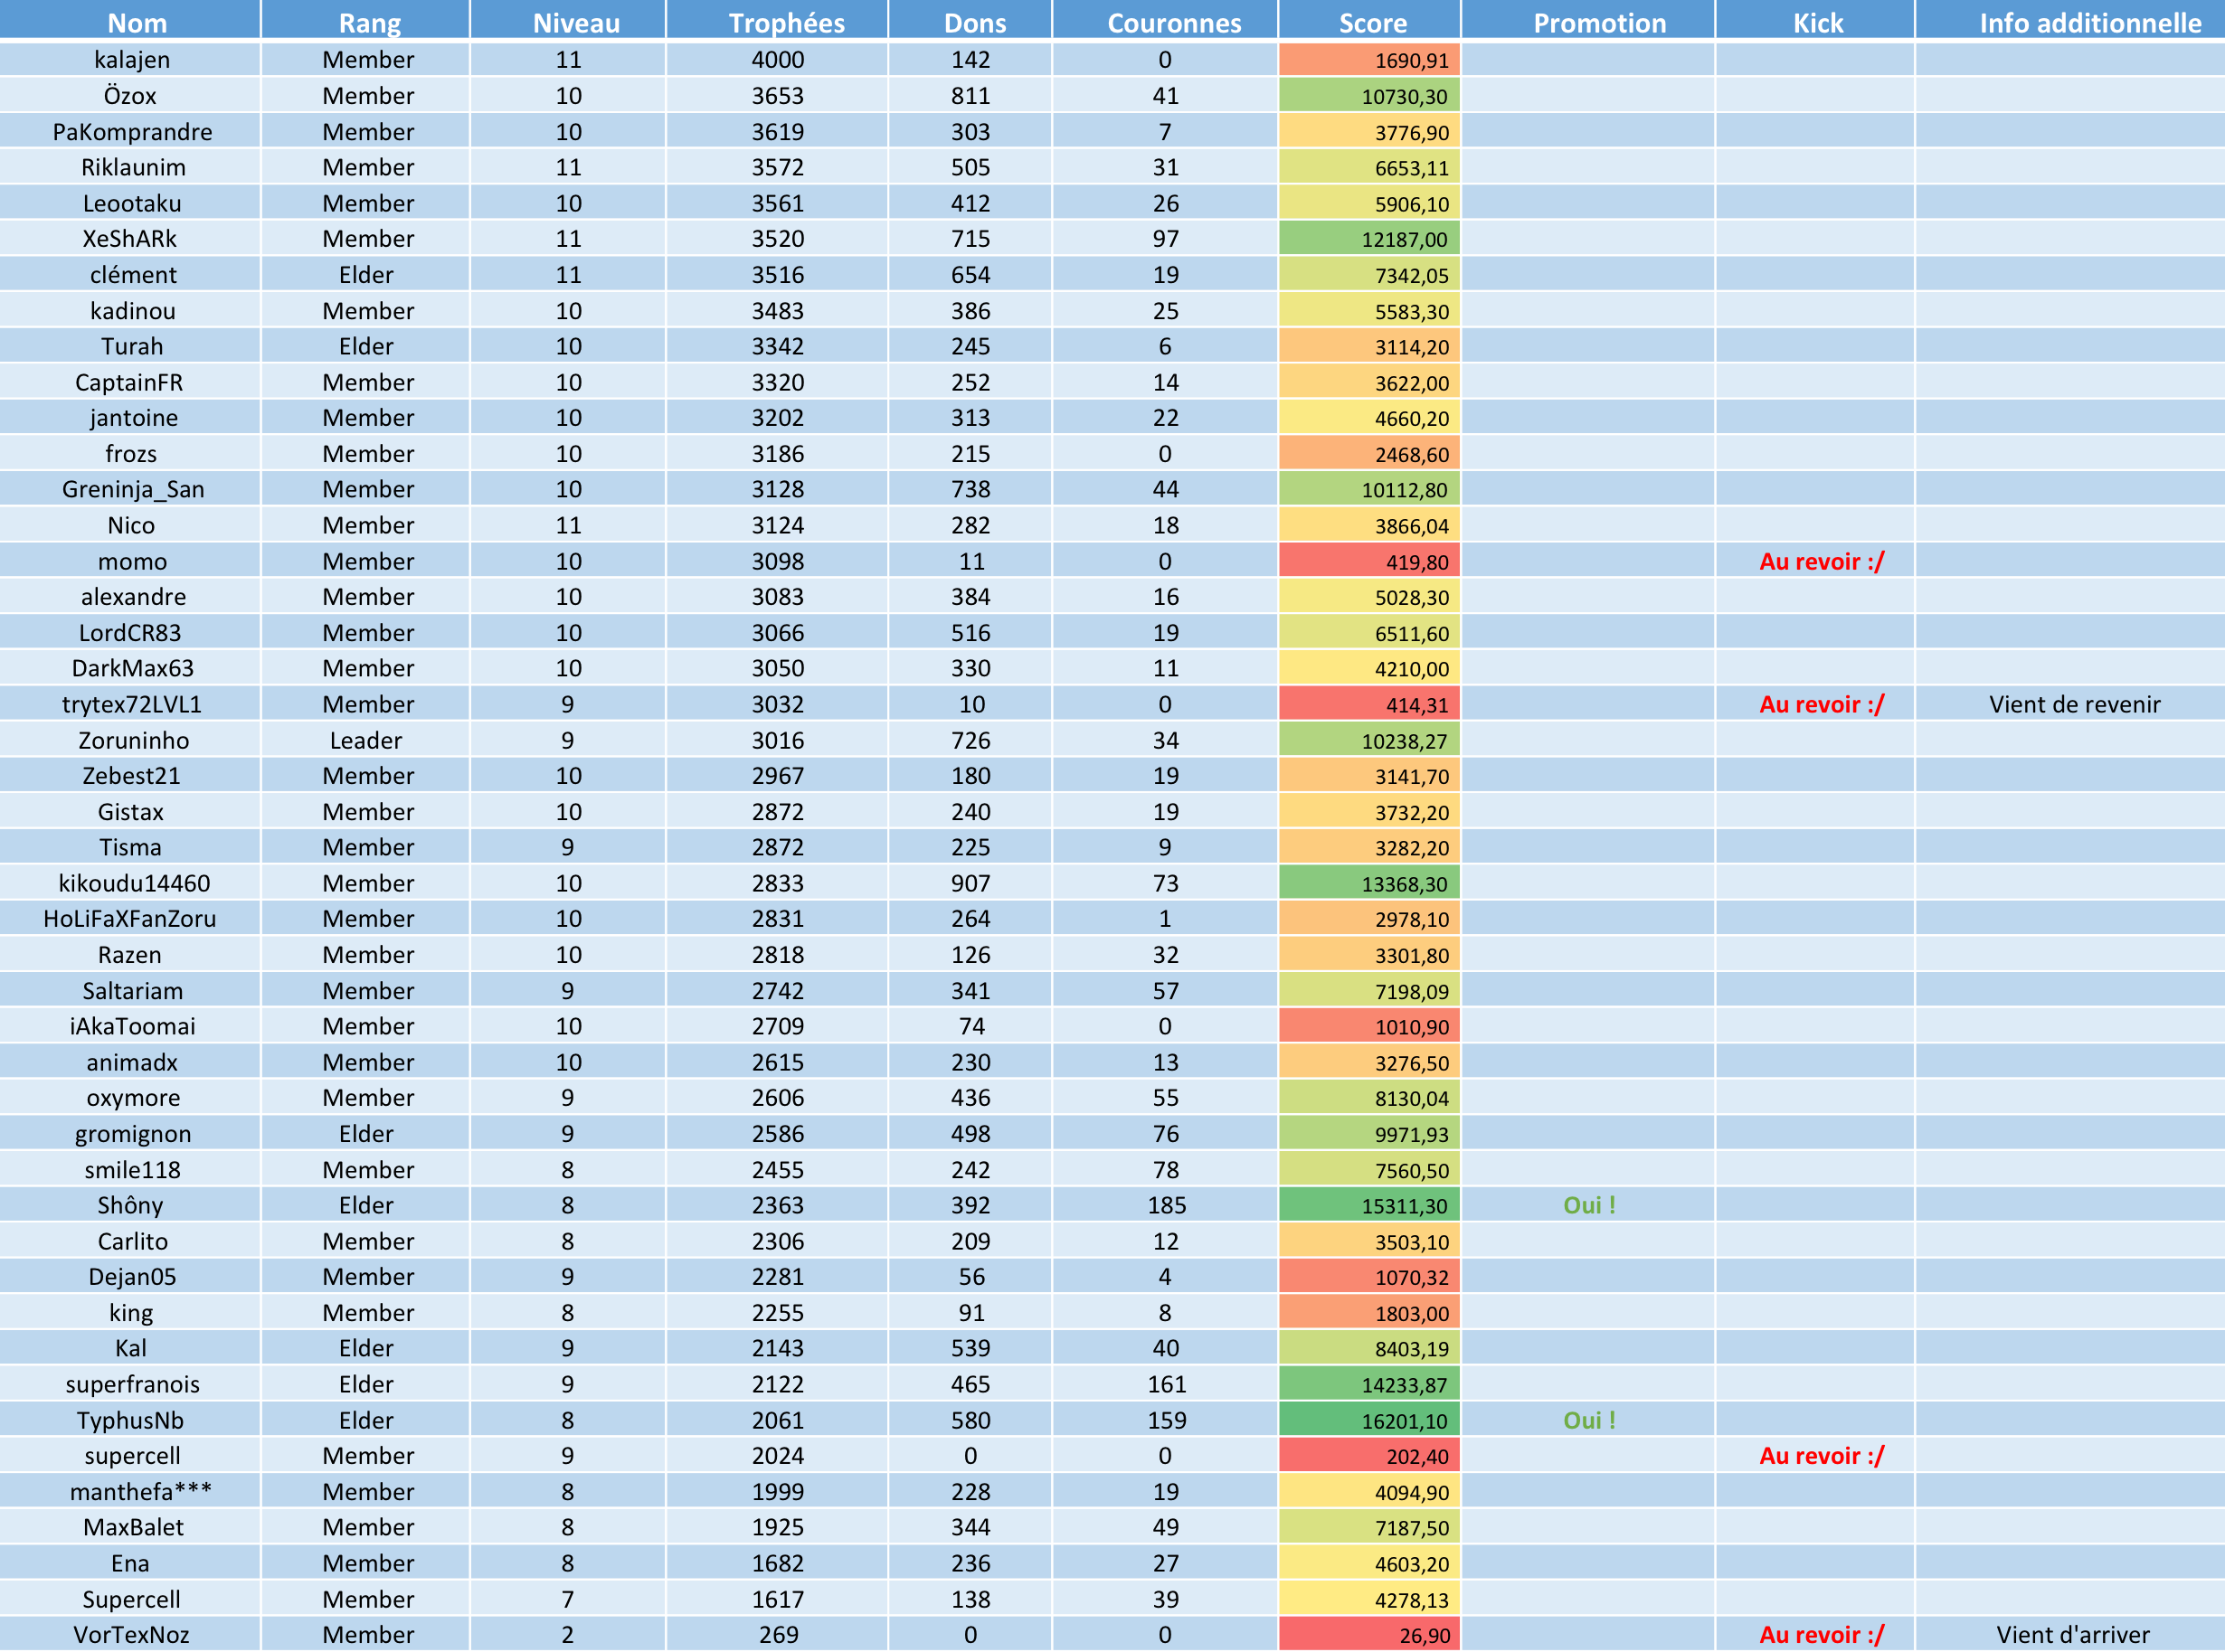 Nom Rang Niveau Trophées Dons Couronnes Score Promotion Kick Info additionnelle
kalajen Member 11 4000 142 0 1690,91
Özox Member 10 3653 811 41 10730,30
PaKomprandre Member 10 3619 303 7 3776,90
Riklaunim Member 11 3572 505 31 6653,11
Leootaku Member 10 3561 412 26 5906,10
XeShARk Member 11 3520 715 97 12187,00
clément Elder 11 3516 654 19 7342,05
kadinou Member 10 3483 386 25 5583,30
Turah Elder 10 3342 245 6 3114,20
CaptainFR Member 10 3320 252 14 3622,00
jantoine Member 10 3202 313 22 4660,20
frozs Member 10 3186 215 0 2468,60
Greninja_San Member 10 3128 738 44 10112,80
Nico Member 11 3124 282 18 3866,04
momo Member 10 3098 11 0 419,80 Au revoir :/
alexandre Member 10 3083 384 16 5028,30
LordCR83 Member 10 3066 516 19 6511,60
DarkMax63 Member 10 3050 330 11 4210,00
trytex72LVL1 Member 9 3032 10 0 414,31 Au revoir :/ Vient de revenir
Zoruninho Leader 9 3016 726 34 10238,27
Zebest21 Member 10 2967 180 19 3141,70
Gistax Member 10 2872 240 19 3732,20
Tisma Member 9 2872 225 9 3282,20
kikoudu14460 Member 10 2833 907 73 13368,30
HoLiFaXFanZoru Member 10 2831 264 1 2978,10
Razen Member 10 2818 126 32 3301,80
Saltariam Member 9 2742 341 57 7198,09
iAkaToomai Member 10 2709 74 0 1010,90
animadx Member 10 2615 230 13 3276,50
oxymore Member 9 2606 436 55 8130,04
gromignon Elder 9 2586 498 76 9971,93
smile118 Member 8 2455 242 78 7560,50
Shôny Elder 8 2363 392 185 15311,30 Oui !
Carlito Member 8 2306 209 12 3503,10
Dejan05 Member 9 2281 56 4 1070,32
king Member 8 2255 91 8 1803,00
Kal Elder 9 2143 539 40 8403,19
superfranois Elder 9 2122 465 161 14233,87
TyphusNb Elder 8 2061 580 159 16201,10 Oui !
supercell Member 9 2024 0 0 202,40 Au revoir :/
manthefa*** Member 8 1999 228 19 4094,90
MaxBalet Member 8 1925 344 49 7187,50
Ena Member 8 1682 236 27 4603,20
Supercell Member 7 1617 138 39 4278,13
VorTexNoz Member 2 269 0 0 26,90 Au revoir :/ Vient d'arriver